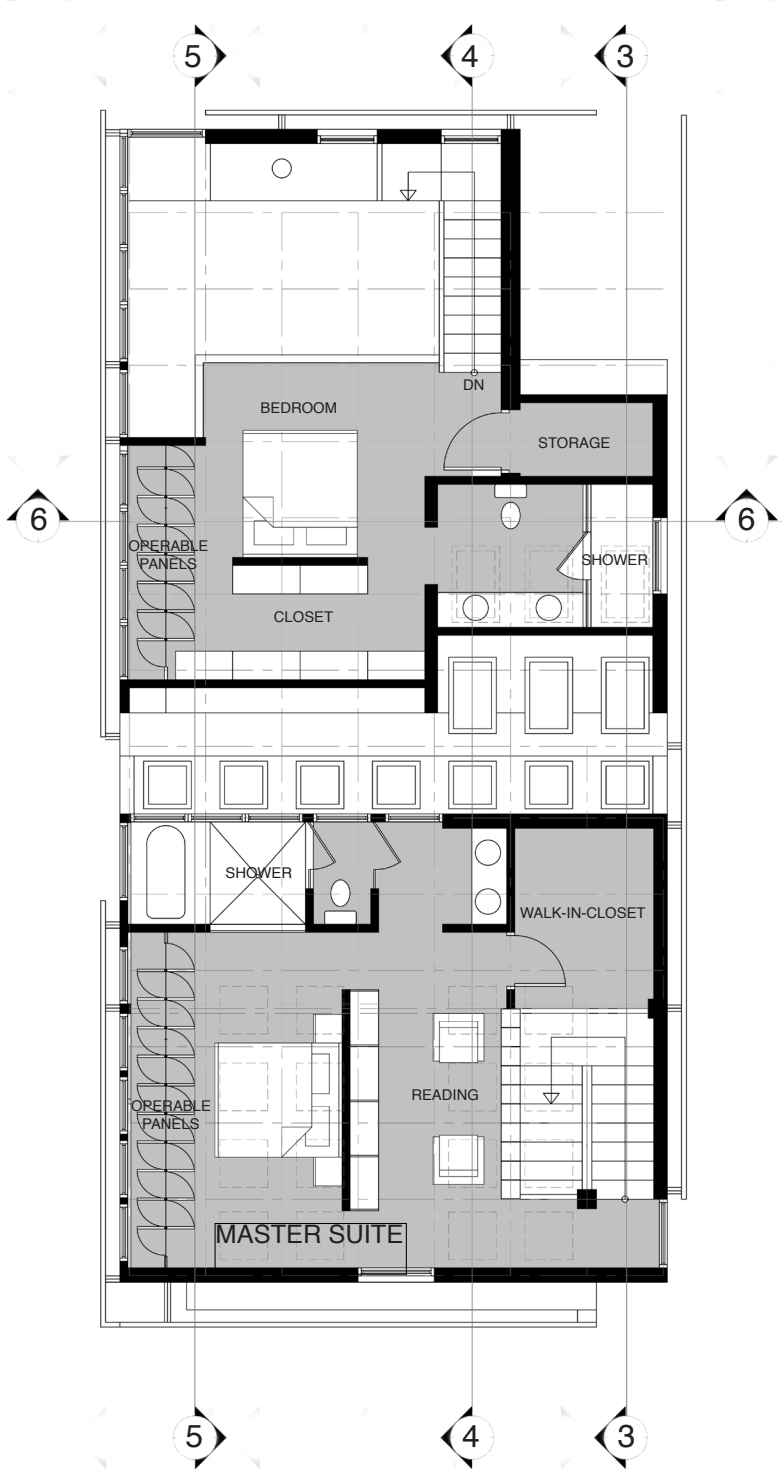 5
4
3
DN
BEDROOM
STORAGE
6
6
OPERABLE
PANELS
SHOWER
CLOSET
SHOWER
WALK-IN-CLOSET
READING
OPERABLE
PANELS
MASTER SUITE
5
4
3